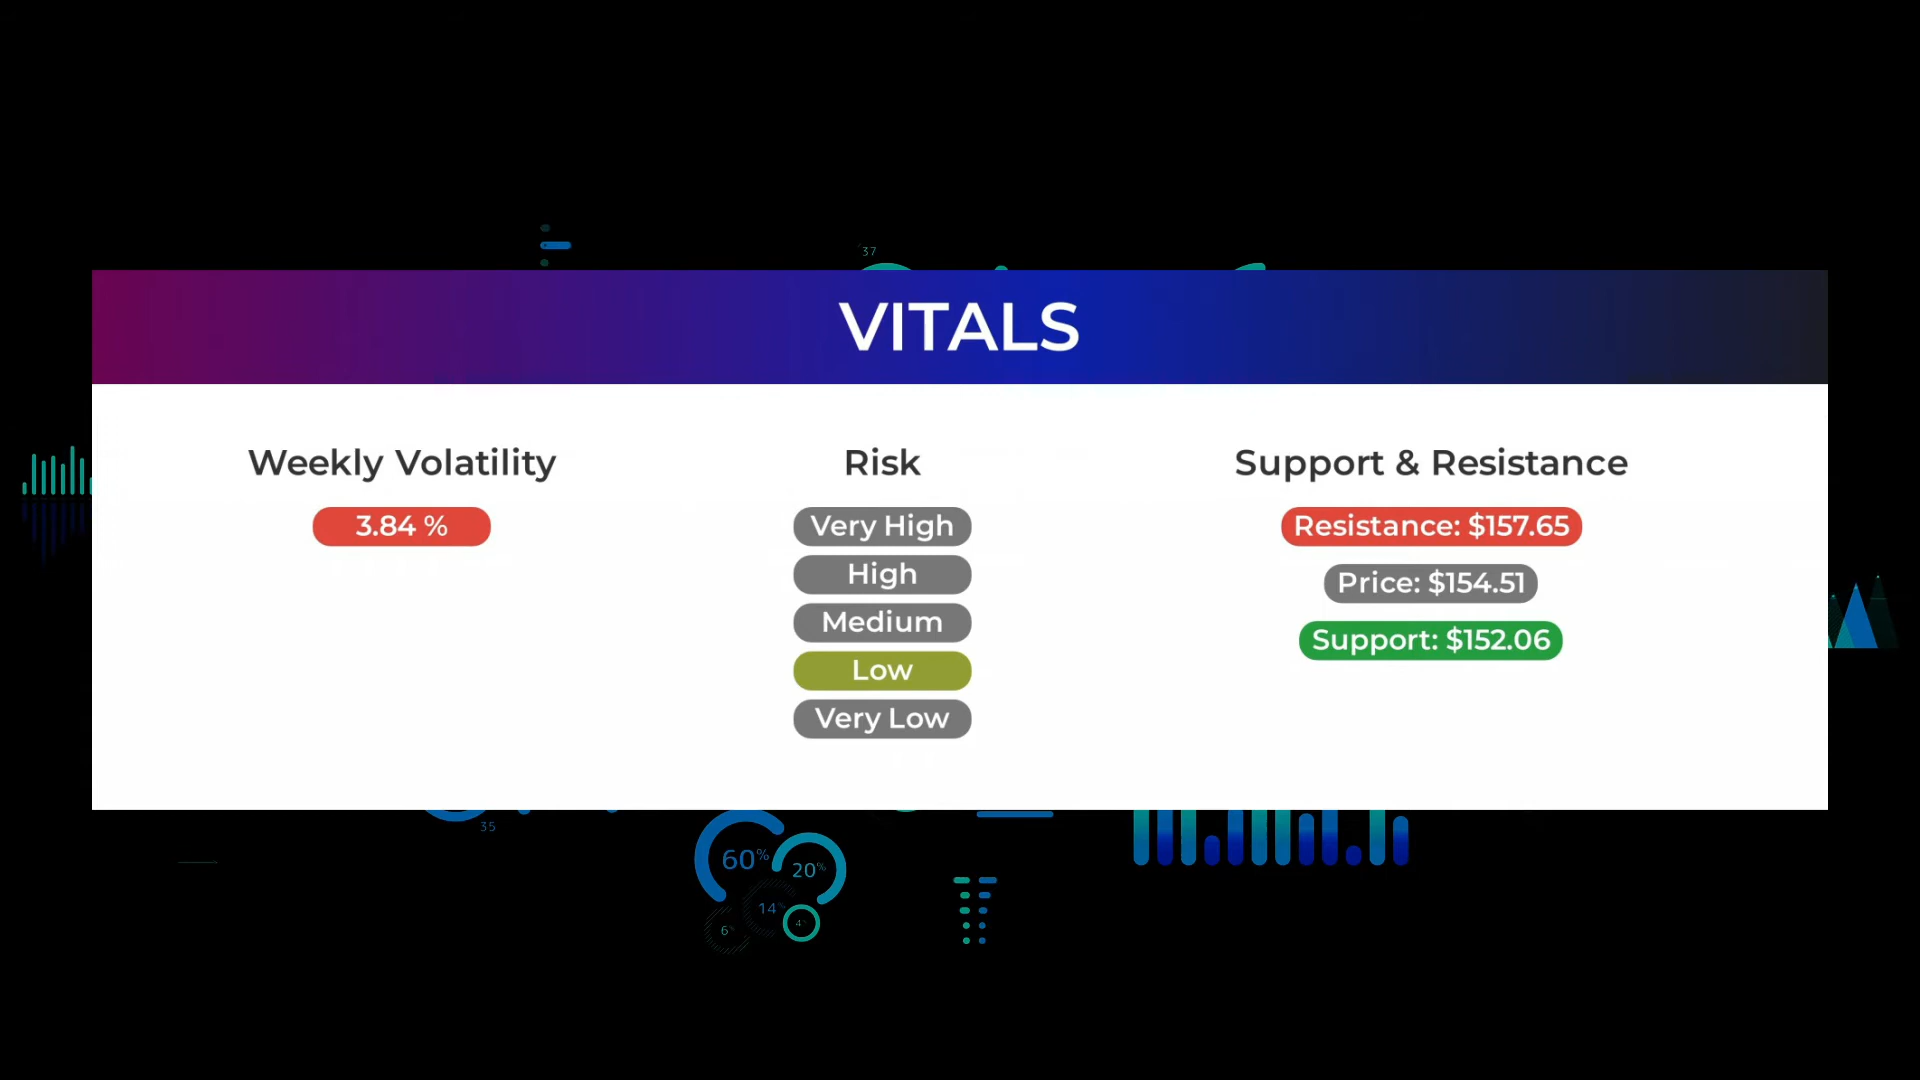 37
VITALS
Weekly Volatility
3.84 %
Risk
Very High
High
Medium
Low
Very Low
Support & Resistance
Resistance: $157.65
Price: $154.51
Support: $152.06
35
60%
20%
14
6
4